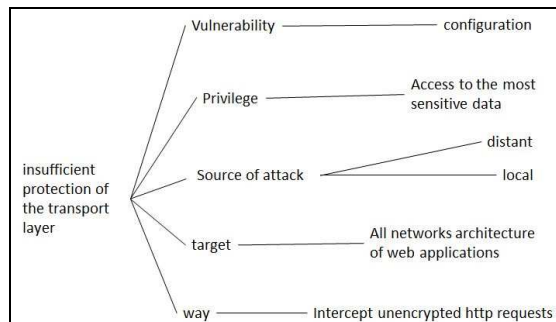 Vulnerability
configuration
Privilege
Access to the most
sensitive data
insufficient
protection of
the transport
layer
Source of attack
distant
local
target
All networks architecture
of web applications
way
Intercept unencrypted http requests